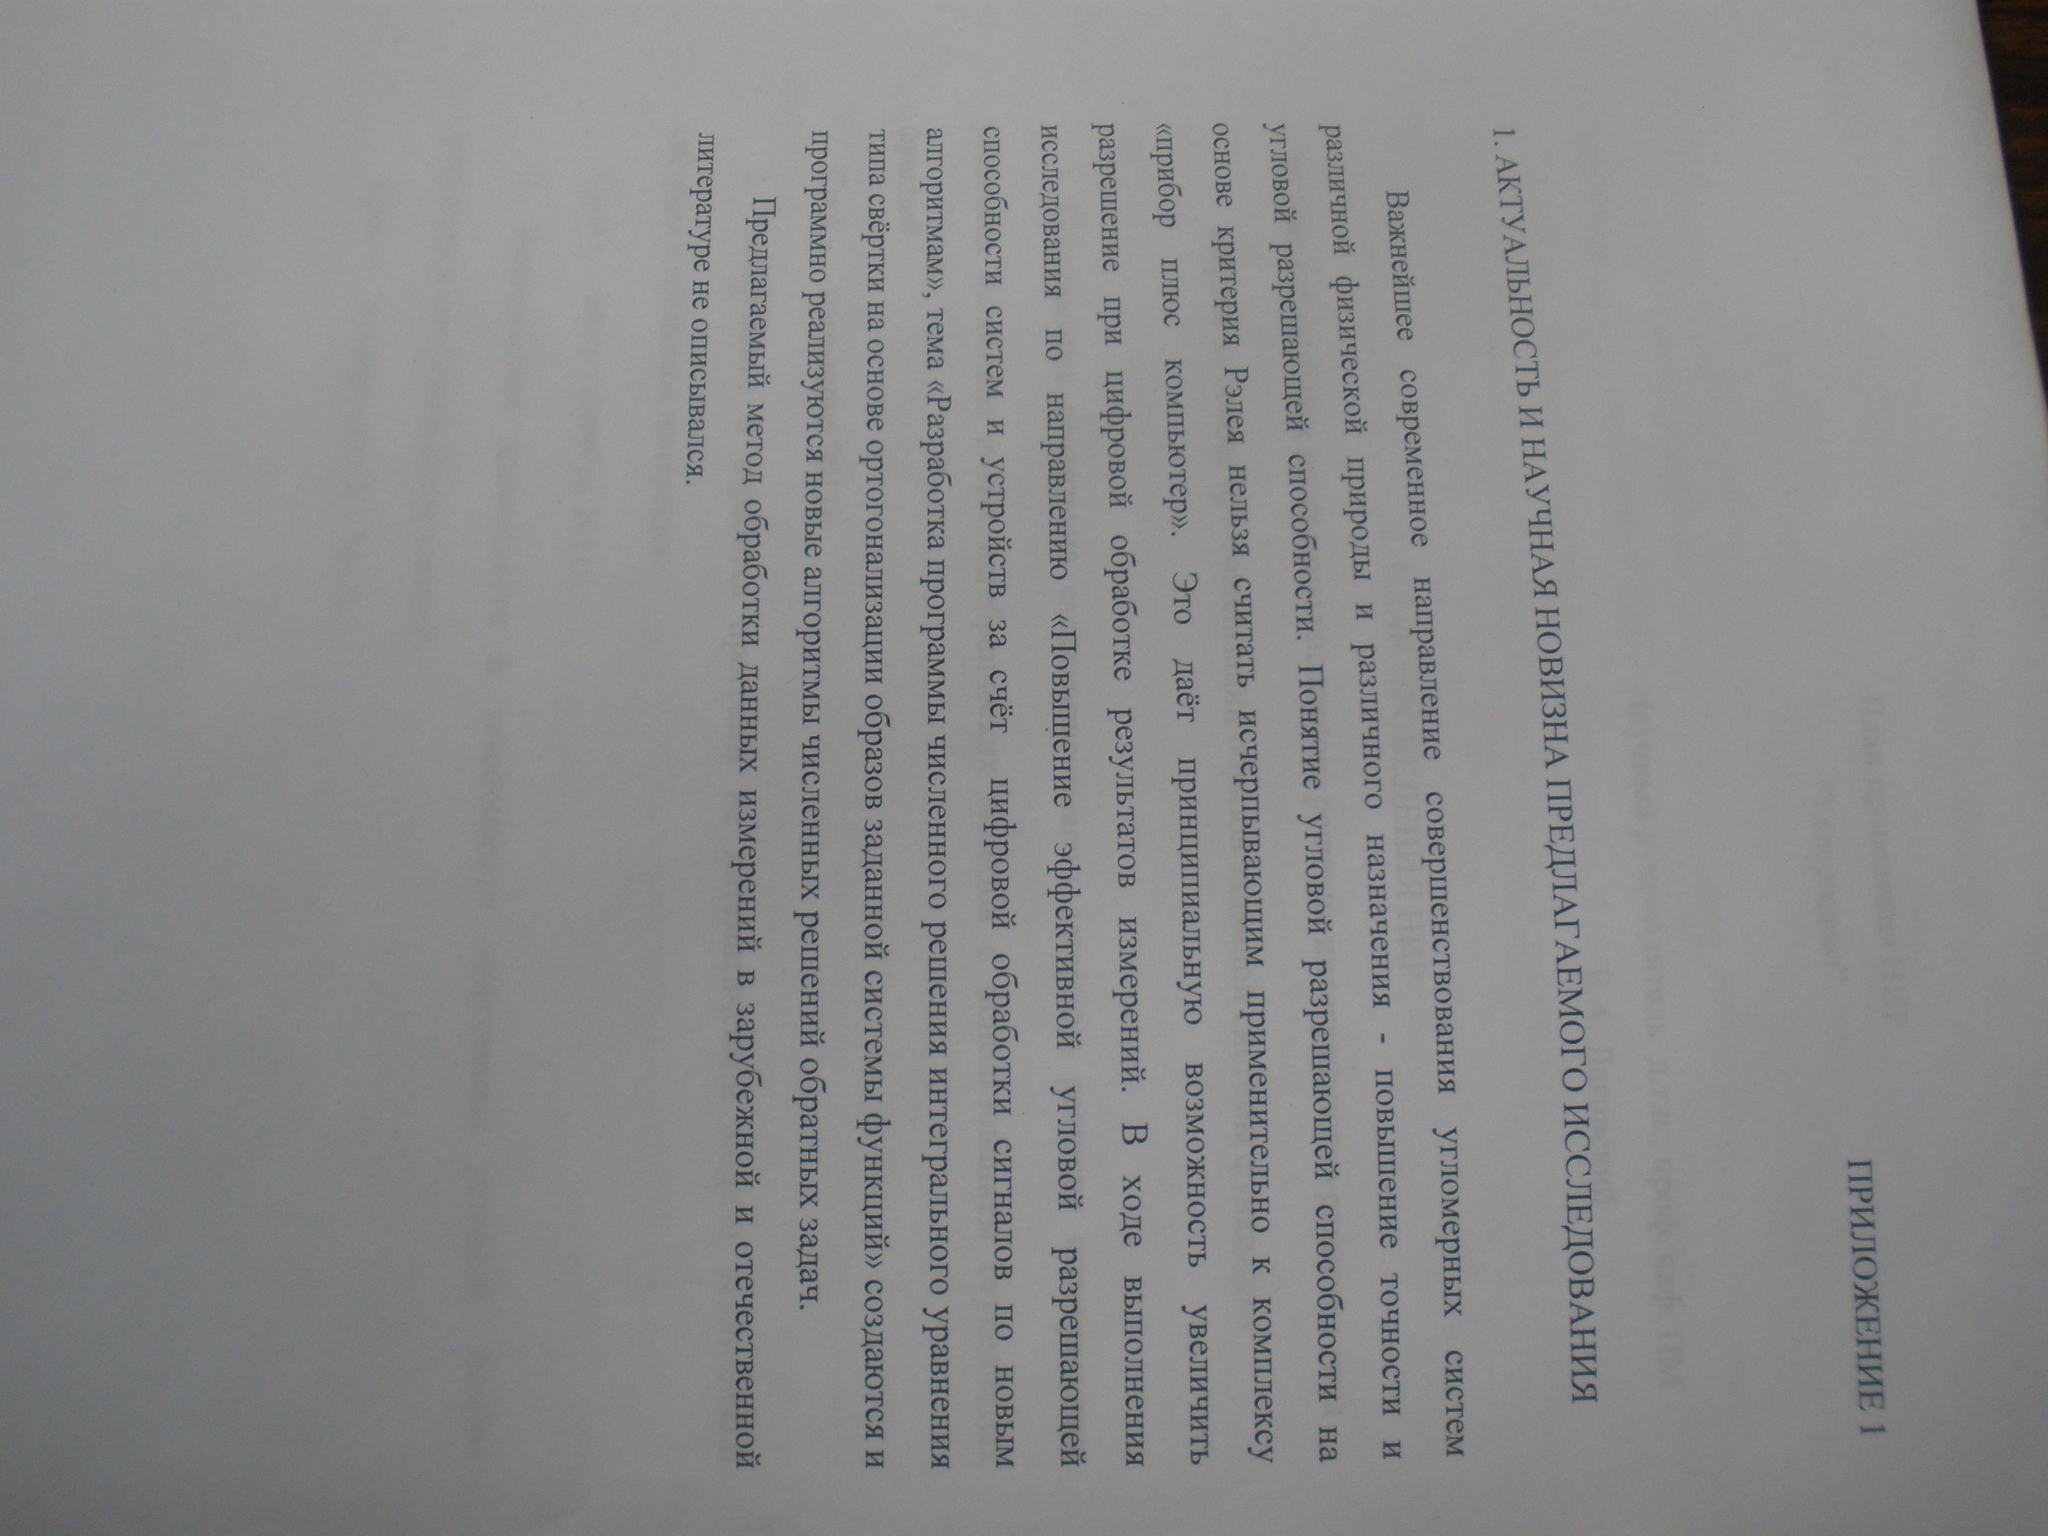 ПРИЛОЖЕНИЕ 1
1. АКТУАЛЬНОСТЬ И НАУЧНАЯ НОВИЗНА ПРЕДЛАГАЕМОГО ИССЛЕДОВАНИЯ
Важнейшее современное направление совершенствования угломерных систем
различной физической природы и различного назначения - повышение точности и
угловой разрешающей способности. Понятие угловой разрешающей способности на
основе критерия Рэлея нельзя считать исчерпывающим применительно к комплексу
«прибор плюс компьютер». Это даёт принципиальную возможность увеличить
разрешение при цифровой обработке результатов измерений. В ходе выполнения
исследования по направлению «Повышение эффективной угловой разрешающей
способности систем и устройств за счёт цифровой обработки сигналов по новым
алгоритмам», тема «Разработка программы численного решения интегрального уравнения
типа свёртки на основе ортогонализации образов заданной системы функций» создаются и
программно реализуются новые алгоритмы численных решений обратных задач.
Предлагаемый метод обработки данных измерений в зарубежной и отечественной
литературе не описывался.